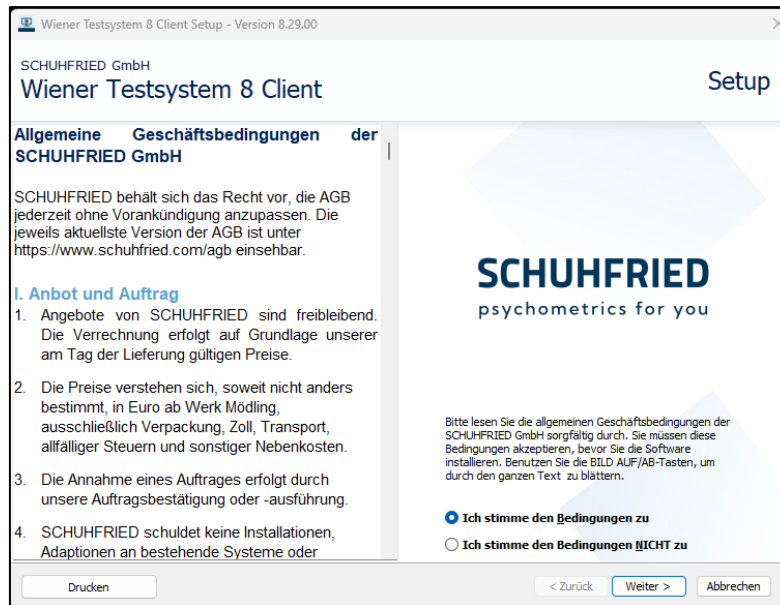 Wiener Testsystem 8 Client Setup - Version 8.29.00
SCHUHFRIED GmbH
Wiener Testsystem 8 Client
Setup
Allgemeine Geschäftsbedingungen der
SCHUHFRIED GmbH
SCHUHFRIED behält sich das Recht vor, die AGB
jederzeit ohne Vorankündigung anzupassen. Die
jeweils aktuellste Version der AGB ist unter
https://www.schuhfried.com/agb einsehbar.
I. Anbot und Auftrag
1. Angebote von SCHUHFRIED sind freibleibend.
Die Verrechnung erfolgt auf Grundlage unserer
am Tag der Lieferung gültigen Preise.
2. Die Preise verstehen sich, soweit nicht anders
bestimmt, in Euro ab Werk Mödling,
ausschließlich Verpackung, Zoll, Transport,
allfälliger Steuern und sonstiger Nebenkosten.
3. Die Annahme eines Auftrages erfolgt durch
unsere Auftragsbestätigung oder -ausführung.
4. SCHUHFRIED schuldet keine Installationen,
Adaptionen an bestehende Systeme oder
SCHUHFRIED
psychometrics for you
Bitte lesen Sie die allgemeinen Geschäftsbedingungen der
SCHUHFRIED GmbH sorgfältig durch. Sie müssen diese
Bedingungen akzeptieren, bevor Sie die Software
installieren. Benutzen Sie die BILD AUF/AB-Tasten, um
durch den ganzen Text zu blättern.
Ich stimme den Bedingungen zu
Ich stimme den Bedingungen NICHT zu
Drucken
< Zurück
Weiter >
Abbrechen